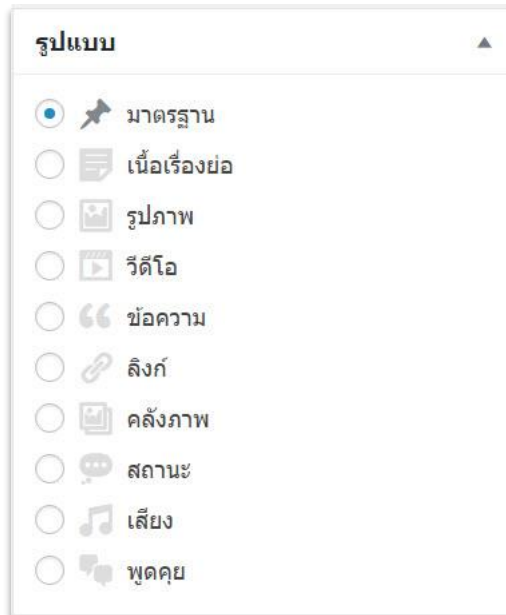 รูปแบบ
มาตรฐาน
เนื้อเรื่องย่อ
รูปภาพ
วีดีโอ
ข้อความ
ลิงก์
คลังภาพ
สถานะ
เสียง
พูดคุย